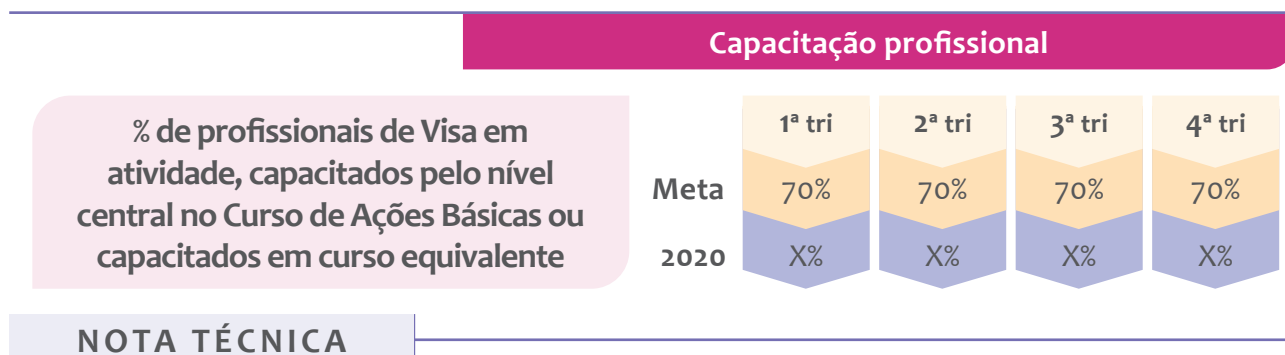 Capacitação profissional
% de profissionais de Visa em
atividade, capacitados pelo nível
central no Curso de Ações Básicas ou
capacitados em curso equivalente
1ª tri 2ª tri 3ª tri 4ª tri
Meta 70% 70% 70% 70%
2020 X% X% X% X%
NOTA TÉCNICA